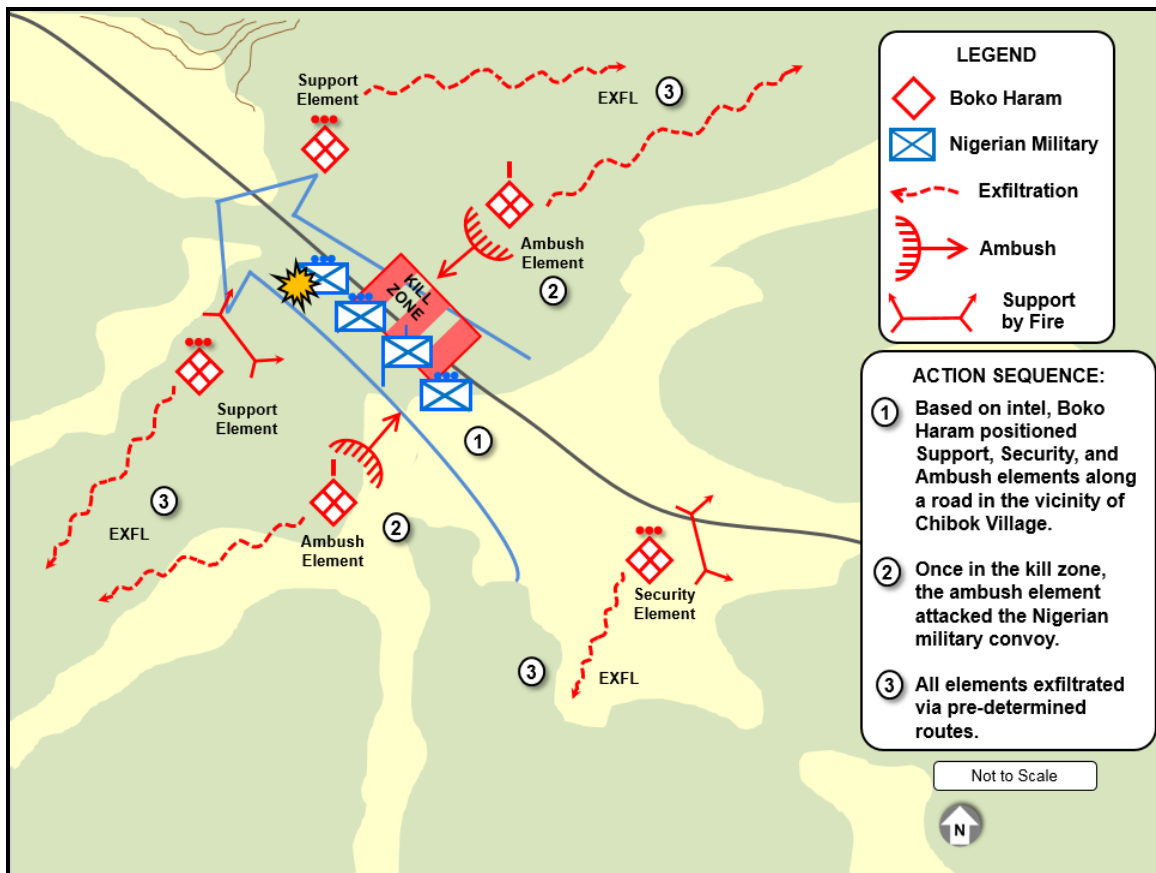 Support
Element
EXFL
3
Ambush
Element
2
KILL
ZONE
Support
Element
1
3
EXFL
Ambush
Element
2
Security
Element
3
EXFL
LEGEND
Boko Haram
Nigerian Military
Exfiltration
Ambush
Support
by Fire
ACTION SEQUENCE:
1 Based on intel, Boko
Haram positioned
Support, Security, and
Ambush elements along
a road in the vicinity of
Chibok Village.
2 Once in the kill zone,
the ambush element
attacked the Nigerian
military convoy.
3 All elements exfiltrated
via pre-determined
routes.
Not to Scale
N